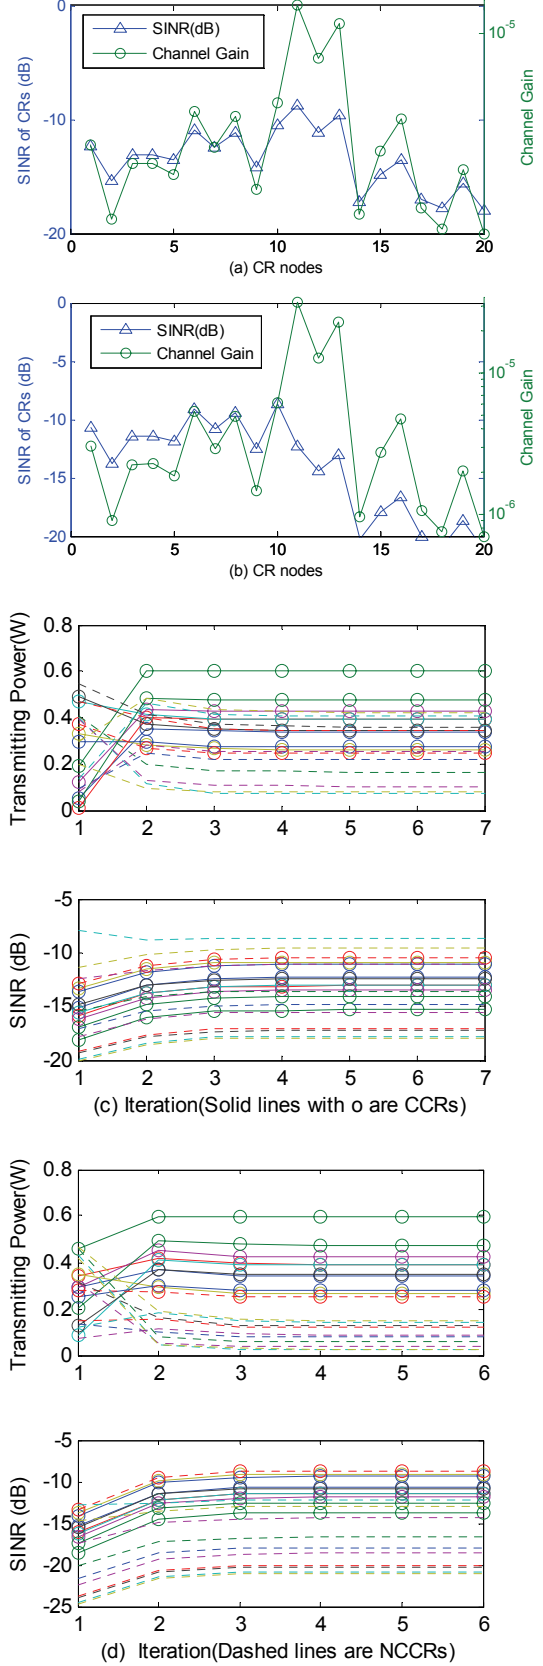 SINR(dB)
Channel Gain
0
-10
-20
SINR of CRs (dB)
10^-5
Channel Gain
0 5 10 15 20
(a) CR nodes
SINR(dB)
Channel Gain
0
-5
-10
-15
-20
SINR of CRs (dB)
10^-5
10^-6
Channel Gain
0 5 10 15 20
(b) CR nodes
Transmitting Power(W)
0.8
0.6
0.4
0.2
0
1 2 3 4 5 6 7
SINR (dB)
-5
-10
-15
-20
1 2 3 4 5 6 7
(c) Iteration(Solid lines with o are CCRs)
Transmitting Power(W)
0.8
0.6
0.4
0.2
0
1 2 3 4 5 6
SINR (dB)
-5
-10
-15
-20
-25
1 2 3 4 5 6
(d) Iteration(Dashed lines are NCCRs)